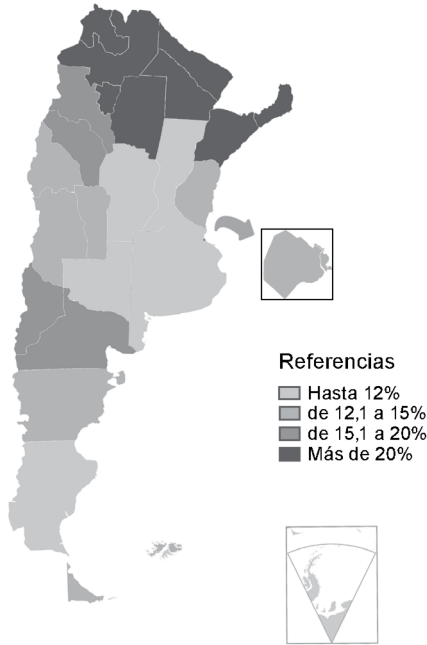 Referencias
Hasta 12%
de 12,1 a 15%
de 15,1 a 20%
Más de 20%